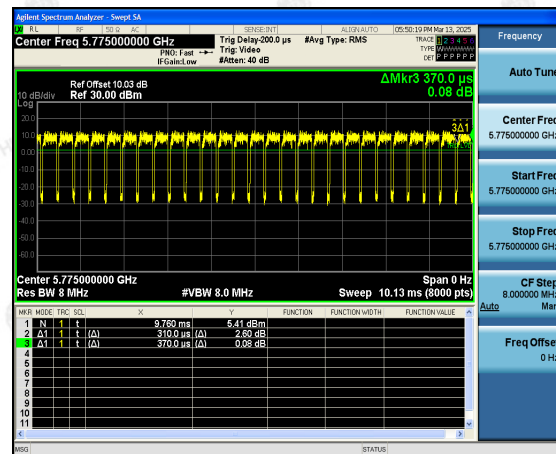 Agilent Spectrum Analyzer - Swept SA
RL RF 50 Ω AC SENSE:INT ALIGN AUTO 05:50:19 PM Mar 13, 2025
Center Freq 5.775000000 GHz
PNO: Fast
IFGain:Low
Trig Delay-200.0 µs
Trig: Video
#Atten: 40 dB
#Avg Type: RMS
TRACE 1 2 3 4 5 6
TYPE
DET P P P P P P
Ref Offset 10.03 dB
10 dB/div Ref 30.00 dBm
Log
ΔMkr3 370.0 µs
0.08 dB
20.0
10.0
0.00
-10.0
-20.0
-30.0
-40.0
-50.0
-60.0
3Δ1
Center 5.775000000 GHz
Span 0 Hz
Res BW 8 MHz
#VBW 8.0 MHz
Sweep 10.13 ms (8000 pts)
MKR MODE TRC SCL X Y FUNCTION FUNCTION WIDTH FUNCTION VALUE
1 N 1 t 9.760 ms 5.41 dBm
2 Δ1 1 t (Δ) 310.0 µs (Δ) 2.60 dB
3 Δ1 1 t (Δ) 370.0 µs (Δ) 0.08 dB
4
5
6
7
8
9
10
11
MSG
STATUS
Frequency
Auto Tune
Center Freq
5.775000000 GHz
Start Freq
5.775000000 GHz
Stop Freq
5.775000000 GHz
CF Step
8.000000 MHz
Auto Man
Freq Offset
0 Hz